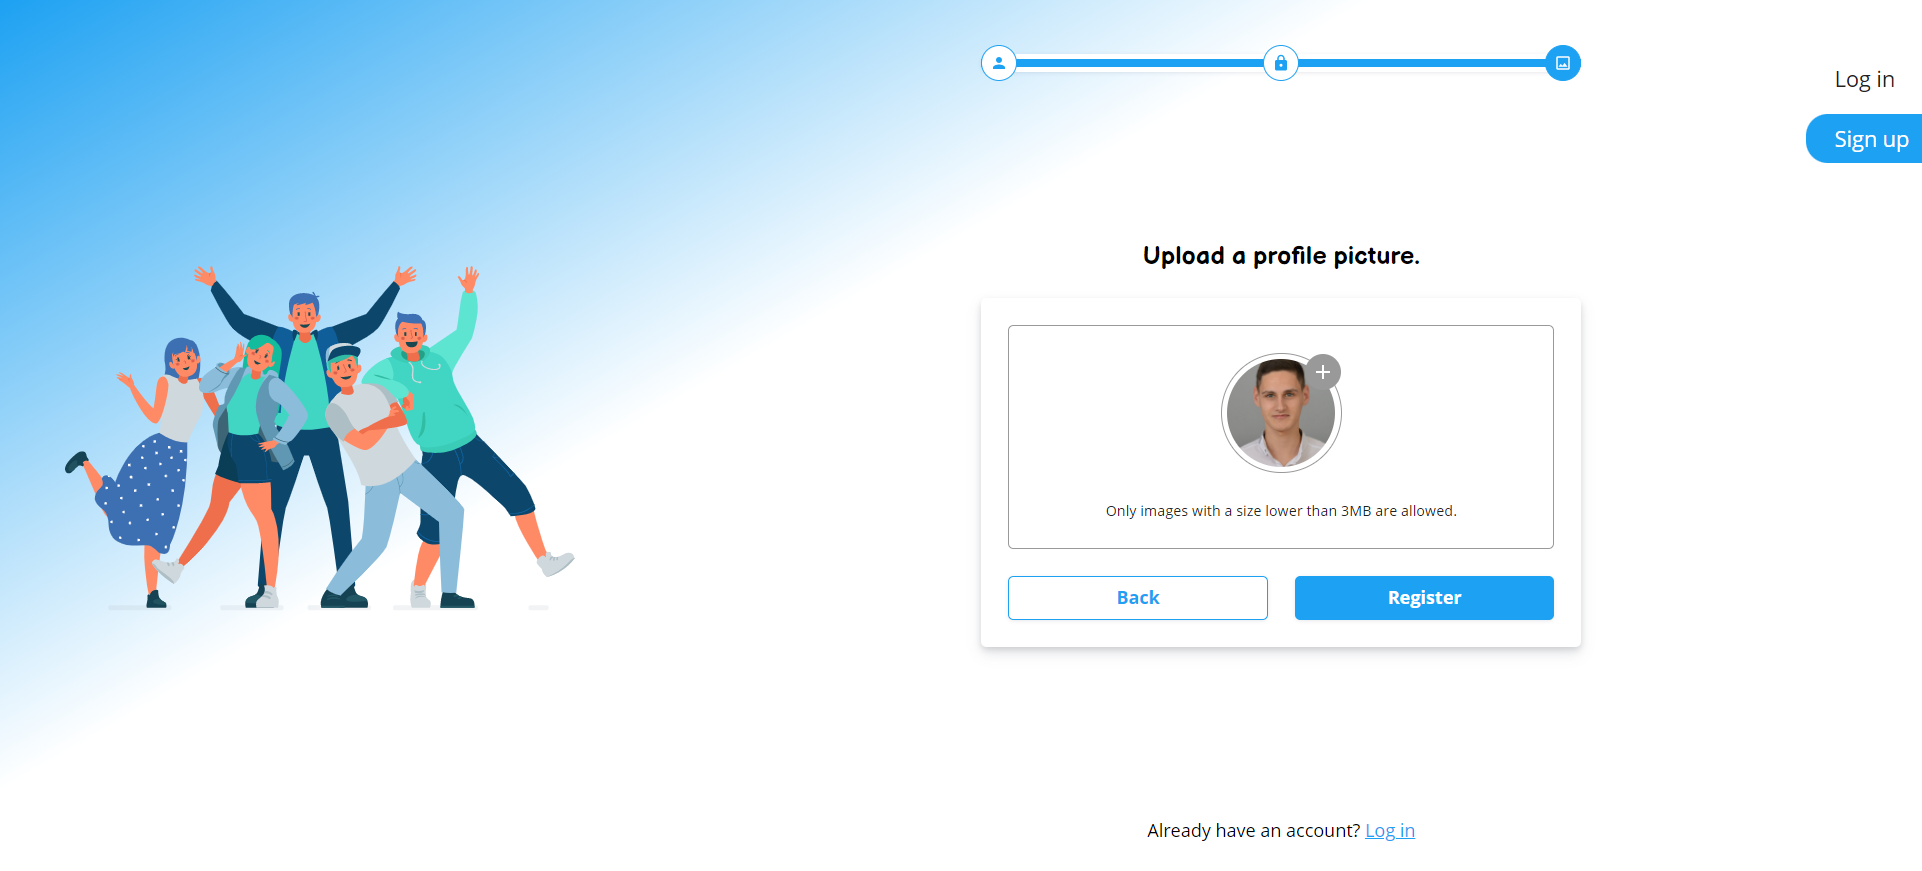 Log in
Sign up
Upload a profile picture.
Only images with a size lower than 3MB are allowed.
Back
Register
Already have an account? Log in